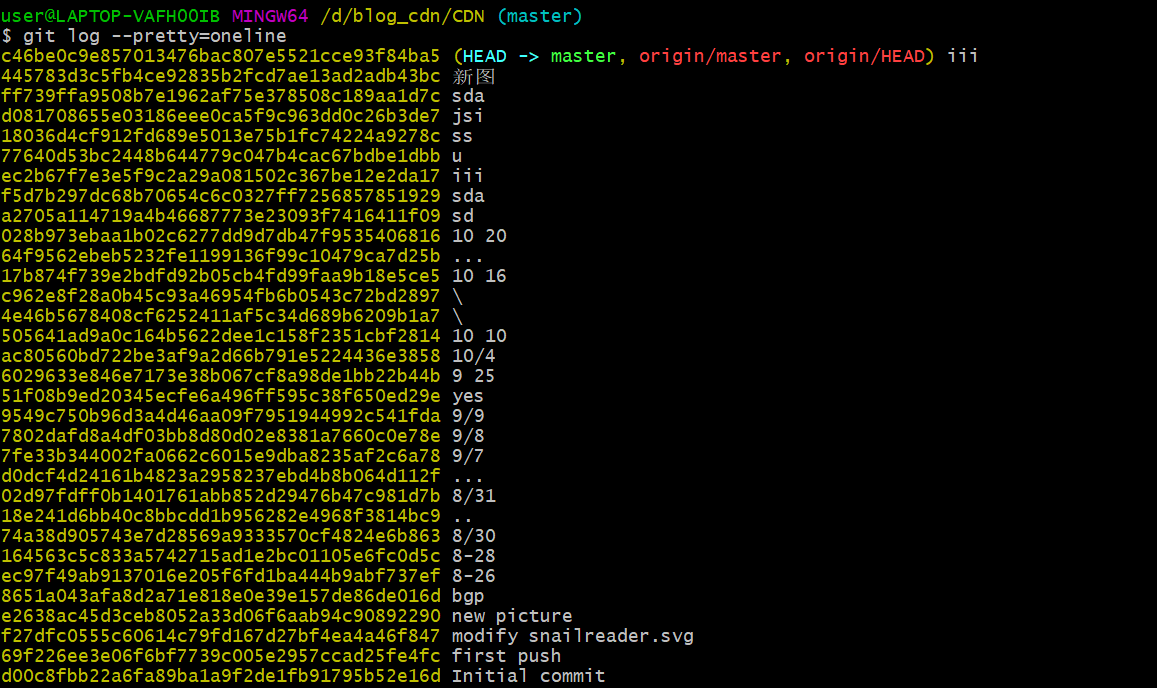 user@LAPTOP-VAFHOOIB MINGW64 /d/blog_cdn/CDN (master)
$ git log --pretty=oneline
c46be0c9e857013476bac807e5521cce93f84ba5 (HEAD -> master, origin/master, origin/HEAD) iii
445783d3c5fb4ce92835b2fcd7ae13ad2adb43bc 新图
ff739ffa9508b7e1962af75e378508c189aa1d7c sda
d081708655e03186eee0ca5f9c963dd0c26b3de7 jsi
18036d4cf912fd689e5013e75b1fc74224a9278c ss
77640d53bc2448b644779c047b4cac67bdbe1dbb u
ec2b67f7e3e5f9c2a29a081502c367be12e2da17 iii
f5d7b297dc68b70654c6c0327ff7256857851929 sda
a2705a114719a4b46687773e23093f7416411f09 sd
028b973ebaa1b02c6277dd9d7db47f9535406816 10 20
64f9562ebeb5232fe1199136f99c10479ca7d25b ...
17b874f739e2bdfd92b05cb4fd99faa9b18e5ce5 10 16
c962e8f28a0b45c93a46954fb6b0543c72bd2897 \
4e46b5678408cf6252411af5c34d689b6209b1a7 \
505641ad9a0c164b5622dee1c158f2351cbf2814 10 10
ac80560bd722be3af9a2d66b791e5224436e3858 10/4
6029633e846e7173e38b067cf8a98de1bb22b44b 9 25
51f08b9ed20345ecfe6a496ff595c38f650ed29e yes
9549c750b96d3a4d46aa09f7951944992c541fda 9/9
7802dafd8a4df03bb8d80d02e8381a7660c0e78e 9/8
7fe33b344002fa0662c6015e9dba8235af2c6a78 9/7
d0dcf4d24161b4823a2958237ebd4b8b064d112f ...
02d97fdff0b1401761abb852d29476b47c981d7b 8/31
18e241d6bb40c8bbcdd1b956282e4968f3814bc9 ..
74a38d905743e7d28569a9333570cf4824e6b863 8/30
164563c5c833a5742715ad1e2bc01105e6fc0d5c 8-28
ec97f49ab9137016e205f6fd1ba444b9abf737ef 8-26
8651a043afa8d2a71e818e0e39e157de86de016d bgp
e2638ac45d3ceb8052a33d06f6aab94c90892290 new picture
f27dfc0555c60614c79fd167d27bf4ea4a46f847 modify snailreader.svg
69f226ee3e06f6bf7739c005e2957ccad25fe4fc first push
d00c8fbb22a6fa89ba1a9f2de1fb91795b52e16d Initial commit